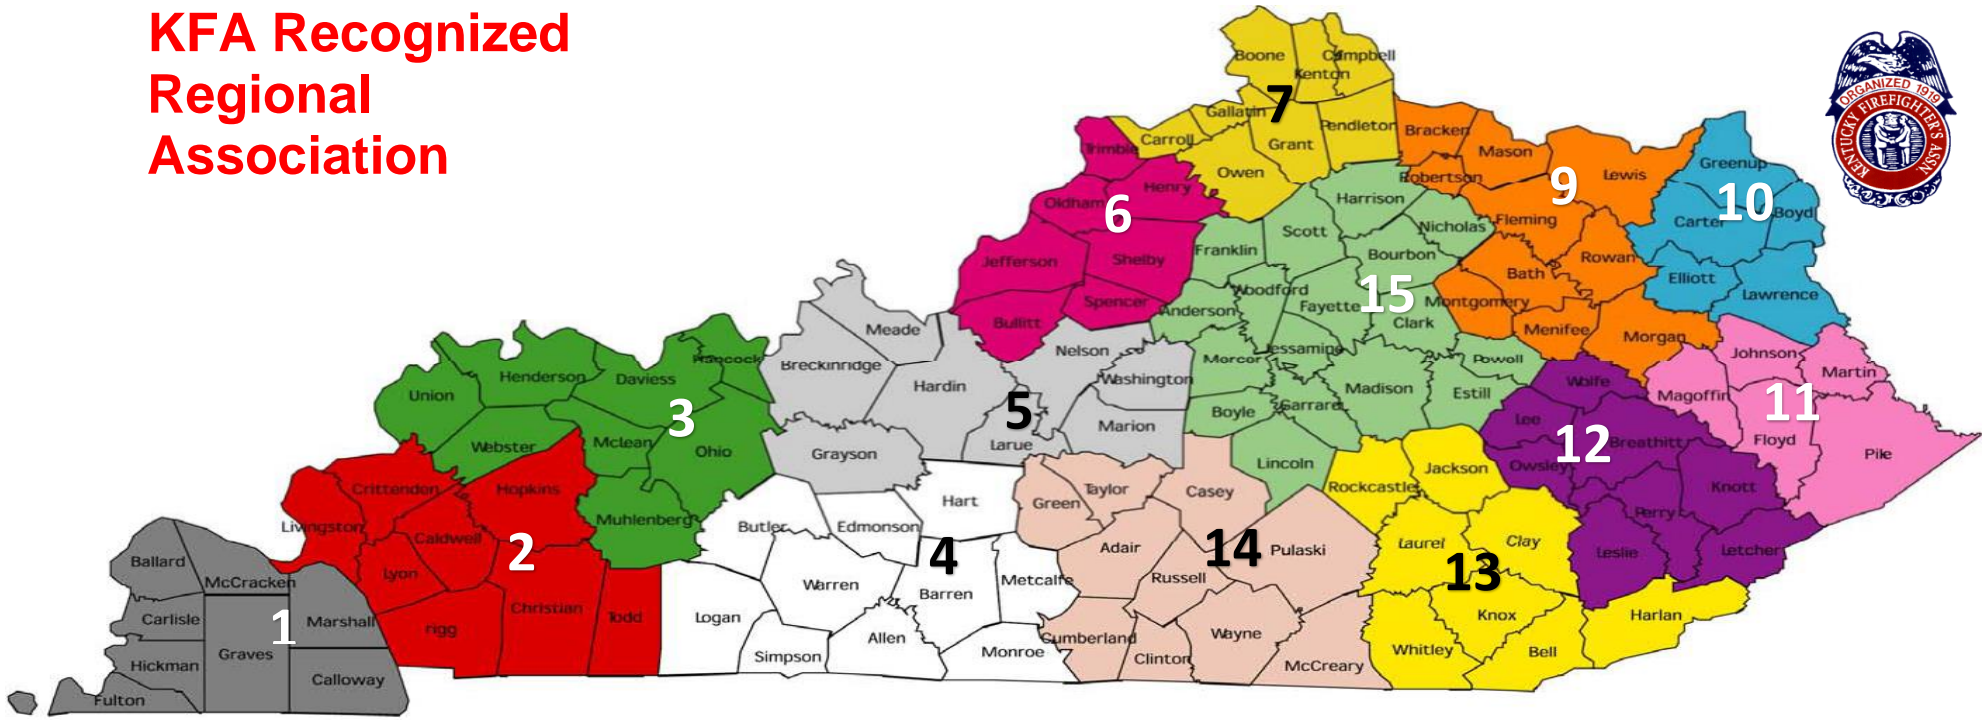 KFA Recognized
Regional
Association
ORGANIZED 1919
KENTUCKY FIREFIGHTER'S ASSN.
Boone
Campbell
Kenton
7
Gallatin
Carroll
Pendleton
Grant
Owen
Trimble
Henry
Oldham
6
Jefferson
Shelby
Spencer
Bullitt
Bracken
Mason
Robertson
Lewis
9
Fleming
Rowan
Bath
Montgomery
Menifee
Morgan
Greenup
10
Carter
Boyd
Elliott
Lawrence
Harrison
Nicholas
Scott
Franklin
Bourbon
Woodford
15
Fayette
Anderson
Clark
Jessamine
Mercer
Powell
Madison
Estill
Boyle
Garrard
Lincoln
Johnson
Martin
Magoffin
11
Floyd
Pike
Wolfe
Lee
12
Breathitt
Owsley
Knott
Perry
Leslie
Letcher
Meade
Breckinridge
Nelson
Hardin
Washington
5
Marion
Larue
Grayson
Hancock
Henderson
Daviess
Union
3
Webster
Mclean
Ohio
Muhlenberg
Crittenden
Hopkins
Livingston
Caldwell
2
Lyon
Christian
Todd
rigg
Ballard
McCracken
Carlisle
Marshall
1
Graves
Hickman
Calloway
Fulton
Hart
Butler
Edmonson
4
Metcalfe
Warren
Barren
Logan
Allen
Simpson
Monroe
Taylor
Casey
Green
Adair
14
Pulaski
Russell
Cumberland
Wayne
Clinton
McCreary
Jackson
Rockcastle
Laurel
Clay
13
Knox
Harlan
Whitley
Bell